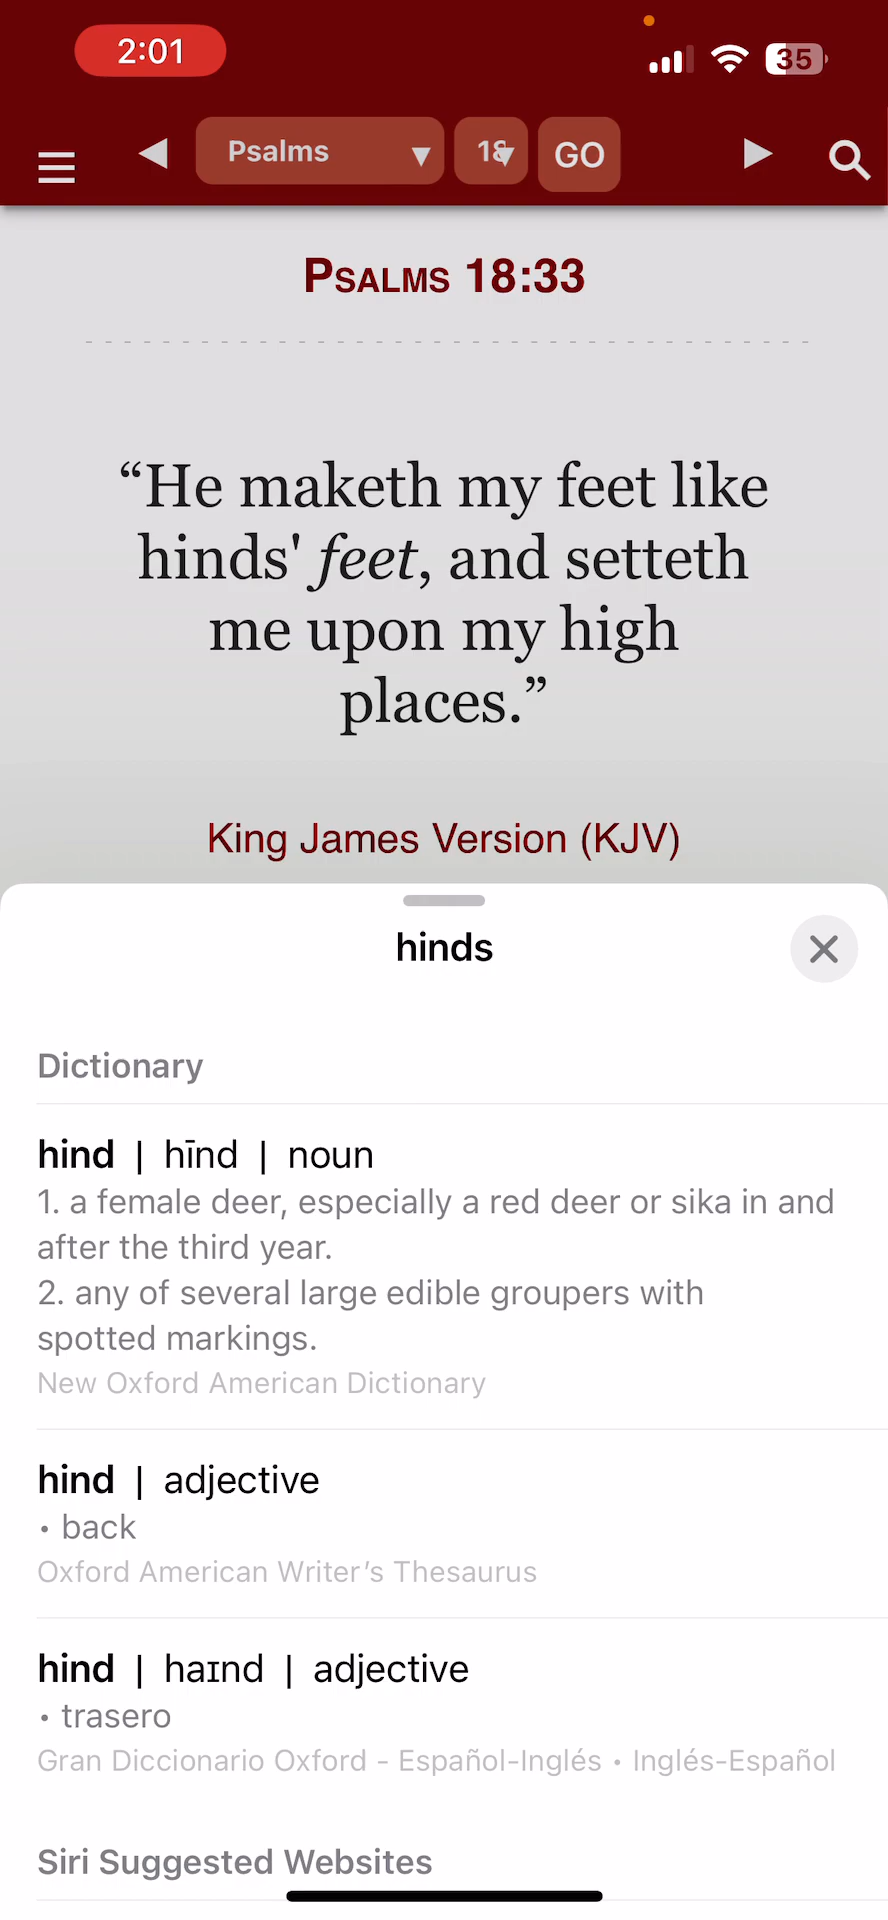 2:01
35
Psalms ▼ 18 ▼ GO
PSALMS 18:33
“He maketh my feet like
hinds' feet, and setteth
me upon my high
places.”
King James Version (KJV)
hinds
Dictionary
hind | hīnd | noun
1. a female deer, especially a red deer or sika in and
after the third year.
2. any of several large edible groupers with
spotted markings.
New Oxford American Dictionary
hind | adjective
• back
Oxford American Writer’s Thesaurus
hind | haɪnd | adjective
• trasero
Gran Diccionario Oxford - Español-Inglés • Inglés-Español
Siri Suggested Websites